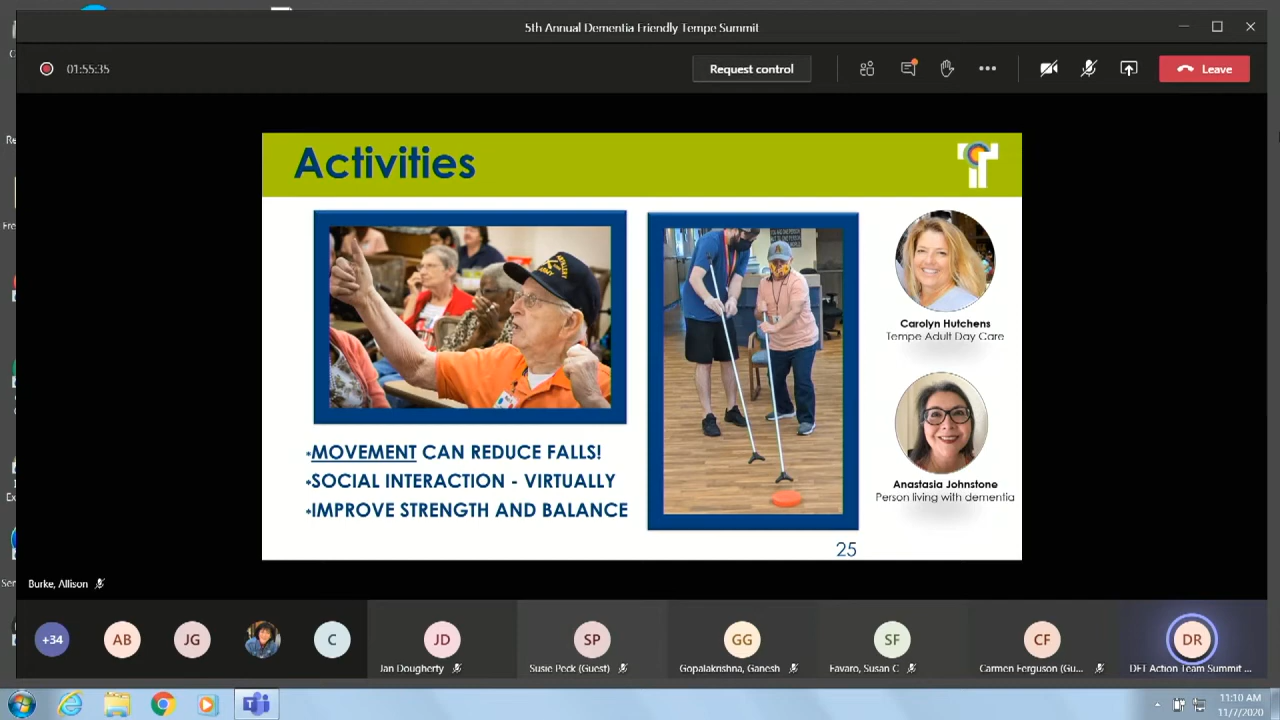 5th Annual Dementia Friendly Tempe Summit
01:55:35
Request control
Leave
Activities
Carolyn Hutchens
Tempe Adult Day Care
Anastasia Johnstone
Person living with dementia
•MOVEMENT CAN REDUCE FALLS!
•SOCIAL INTERACTION - VIRTUALLY
•IMPROVE STRENGTH AND BALANCE
25
Burke, Allison
+34
AB
JG
C
JD
SP
GG
SF
CF
DR
Jan Dougherty
Susie Peck (Guest)
Gopalakrishna, Ganesh
Favaro, Susan C
Carmen Ferguson (Gu...
DFT Action Team Summit ...
11:10 AM
11/7/2020